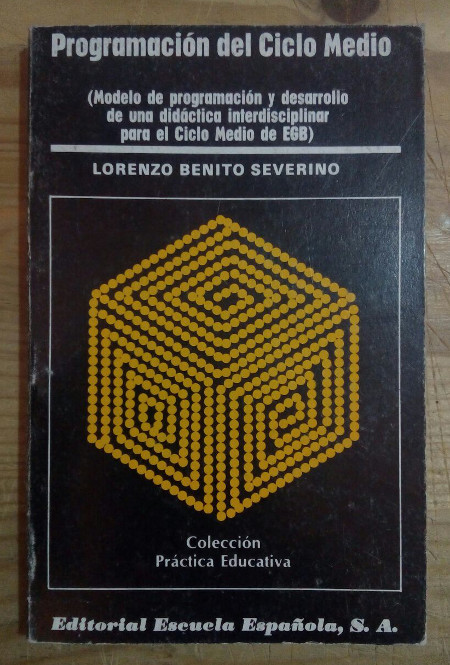 Programación del Ciclo Medio
(Modelo de programación y desarrollo
de una didáctica interdisciplinar
para el Ciclo Medio de EGB)
LORENZO BENITO SEVERINO
Colección
Práctica Educativa
Editorial Escuela Española, S. A.